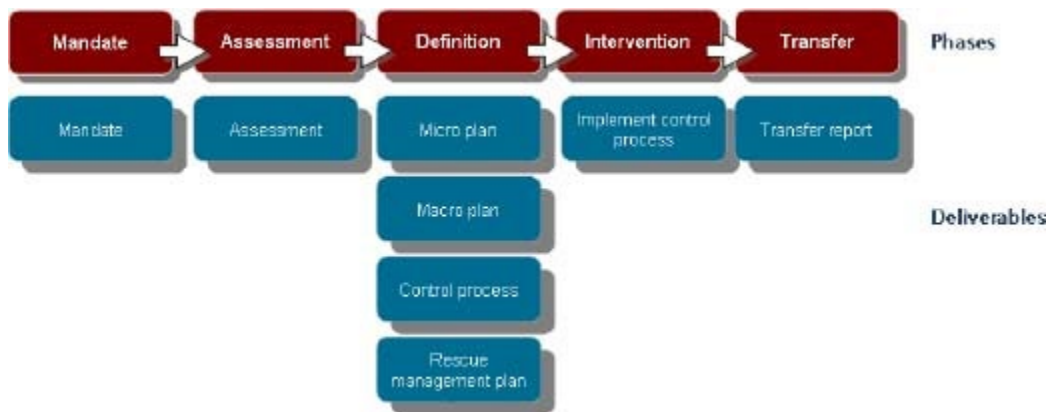 Mandate
Assessment
Definition
Intervention
Transfer
Phases
Mandate
Assessment
Micro plan
Implement control
process
Transfer report
Macro plan
Deliverables
Control process
Rescue
management plan